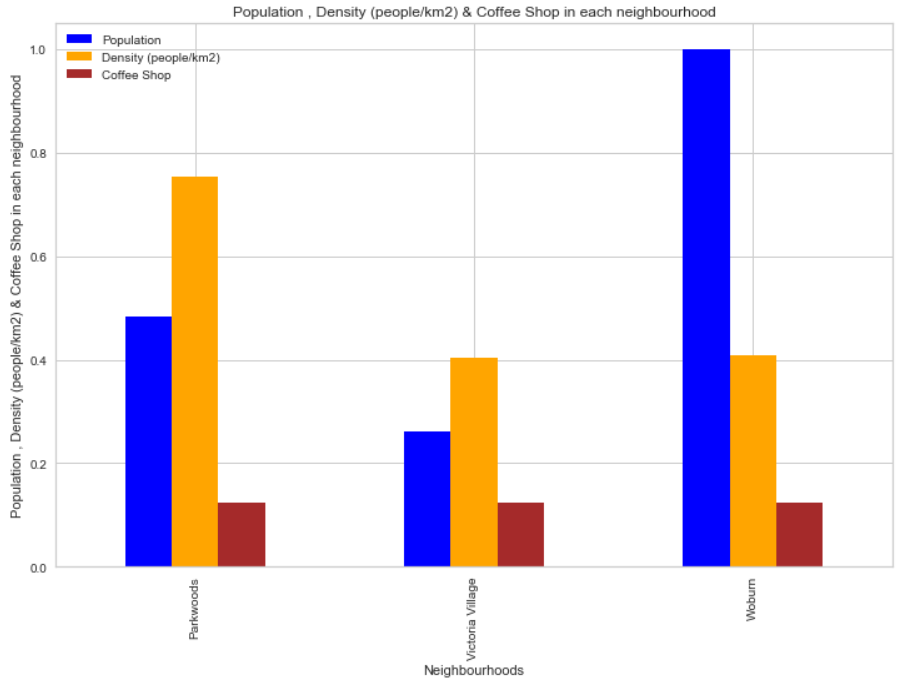 Population , Density (people/km2) & Coffee Shop in each neighbourhood
Population
Density (people/km2)
Coffee Shop
Population , Density (people/km2) & Coffee Shop in each neighbourhood
1.0
0.8
0.6
0.4
0.2
0.0
Parkwoods
Victoria Village
Woburn
Neighbourhoods